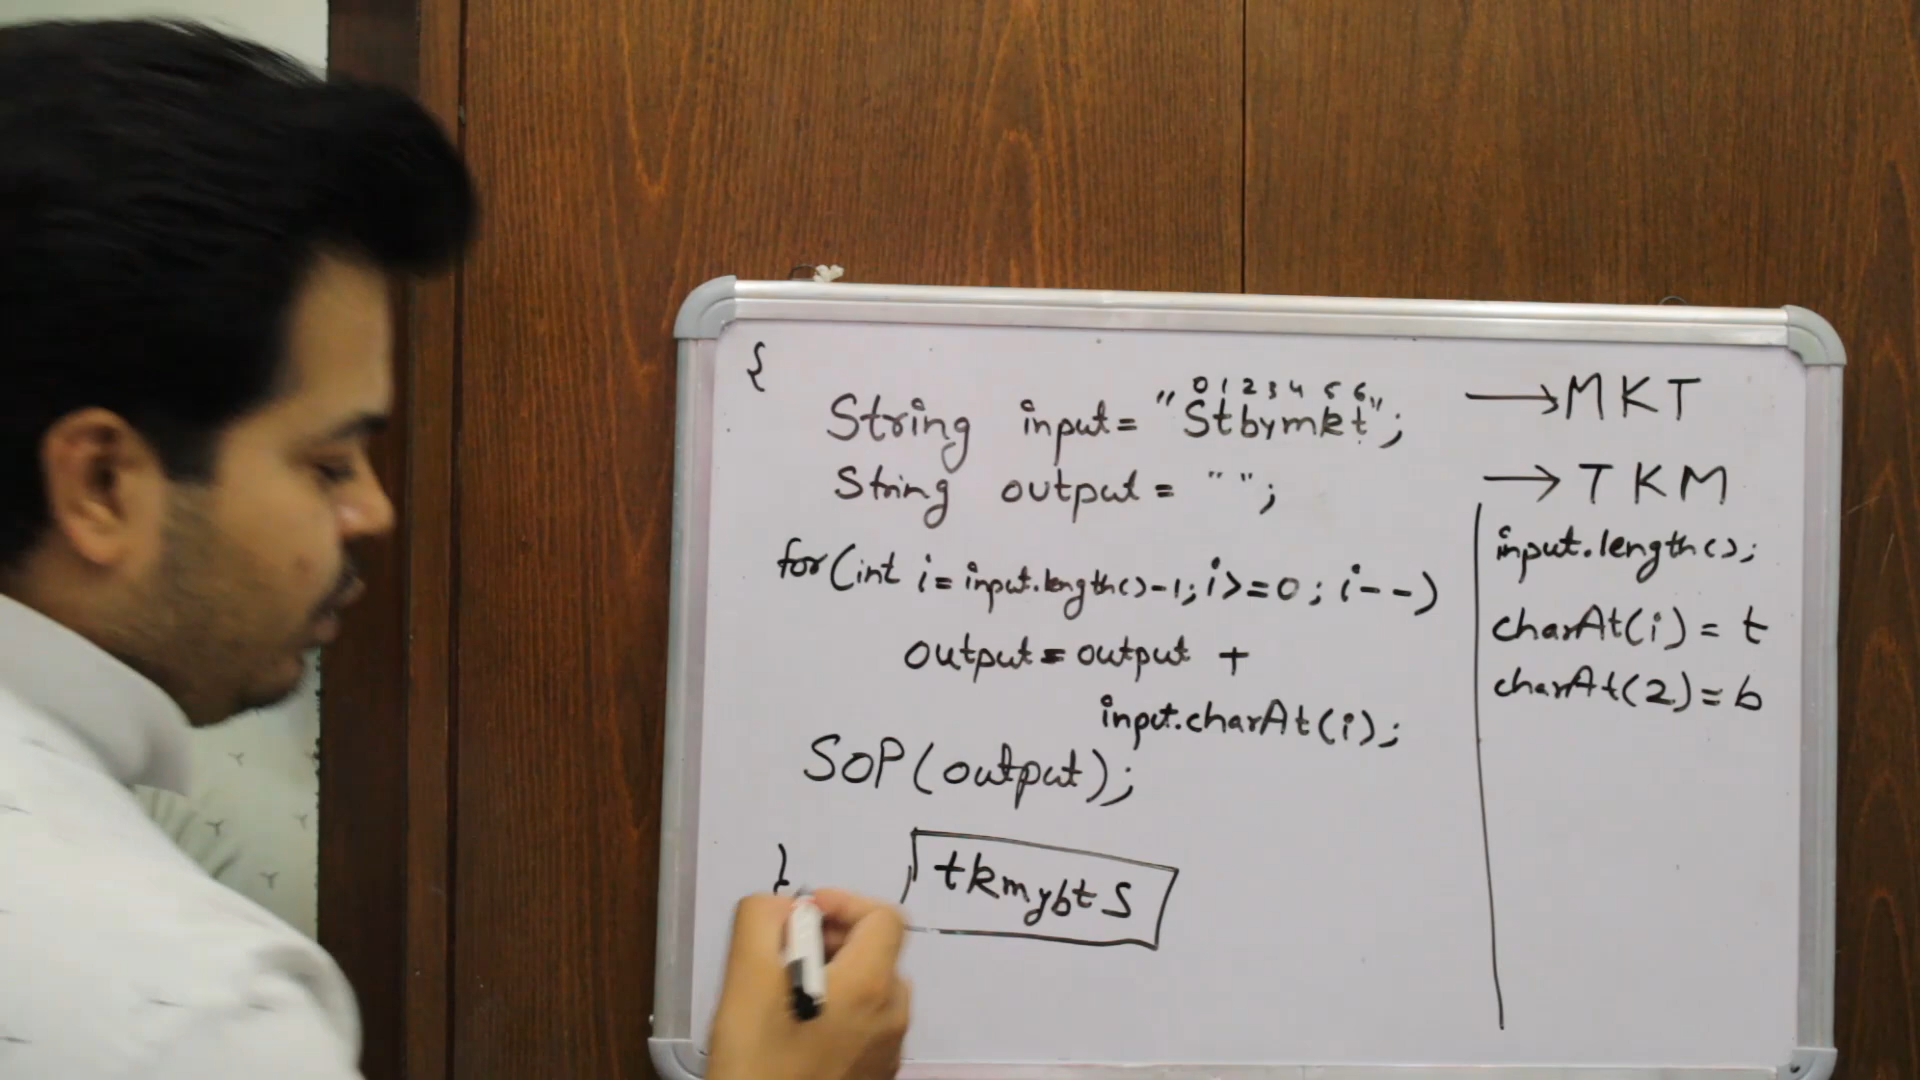 {
0 1 2 3 4 5 6
String input= "Stbymkt";
String output= " ";
for(int i=input.length()-1;i>=0;i--)
output=output +
input.charAt(i);
SOP(output);
}
tkmybtS
→MKT
→TKM
input.length();
charAt(i)=t
charAt(2)=b